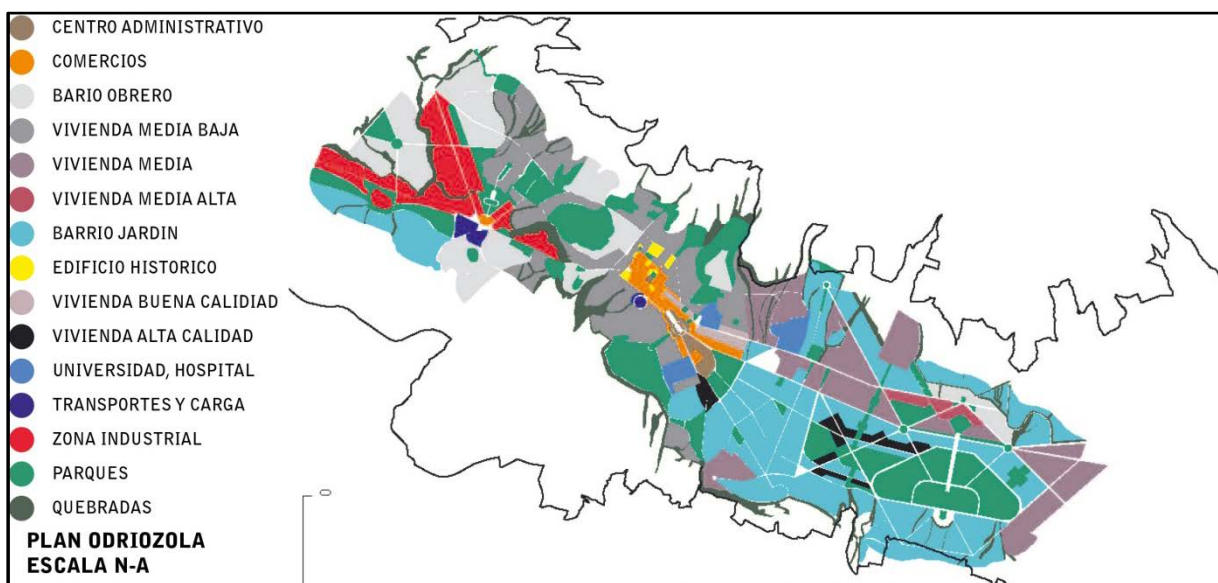 CENTRO ADMINISTRATIVO
COMERCIOS
BARIO OBRERO
VIVIENDA MEDIA BAJA
VIVIENDA MEDIA
VIVIENDA MEDIA ALTA
BARRIO JARDIN
EDIFICIO HISTORICO
VIVIENDA BUENA CALIDIAD
VIVIENDA ALTA CALIDAD
UNIVERSIDAD, HOSPITAL
TRANSPORTES Y CARGA
ZONA INDUSTRIAL
PARQUES
QUEBRADAS
PLAN ODRIOZOLA
ESCALA N-A